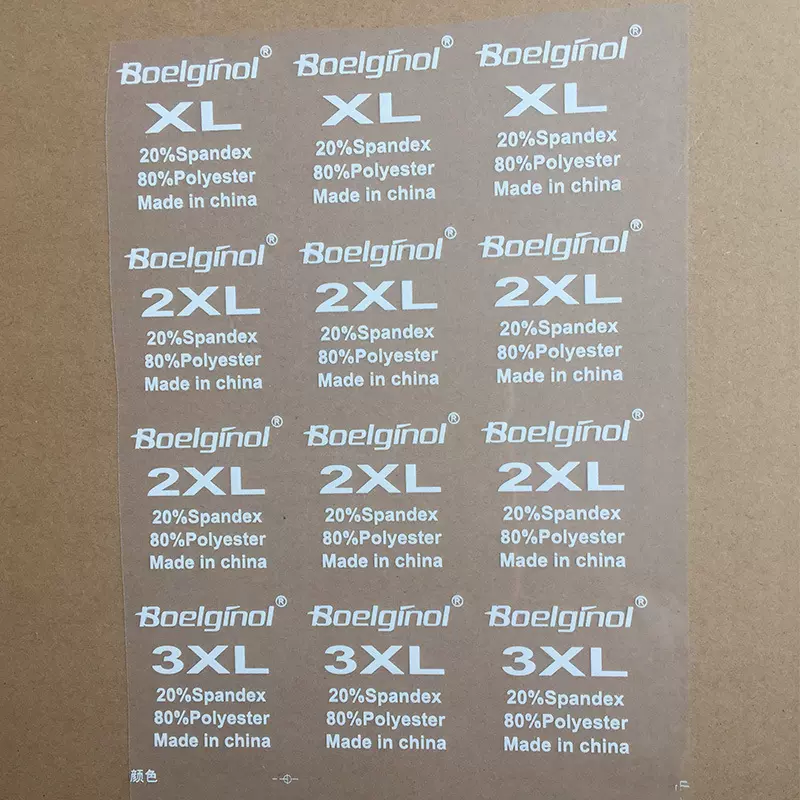 Boelginol® Boelginol® Boelginol®
XL XL XL
20%Spandex 20%Spandex 20%Spandex
80%Polyester 80%Polyester 80%Polyester
Made in china Made in china Made in china
Boelginol® Boelginol® Boelginol®
2XL 2XL 2XL
20%Spandex 20%Spandex 20%Spandex
80%Polyester 80%Polyester 80%Polyester
Made in china Made in china Made in china
Boelginol® Boelginol® Boelginol®
2XL 2XL 2XL
20%Spandex 20%Spandex 20%Spandex
80%Polyester 80%Polyester 80%Polyester
Made in china Made in china Made in china
Boelginol® Boelginol® Boelginol®
3XL 3XL 3XL
20%Spandex 20%Spandex 20%Spandex
80%Polyester 80%Polyester 80%Polyester
Made in china Made in china Made in china
颜色